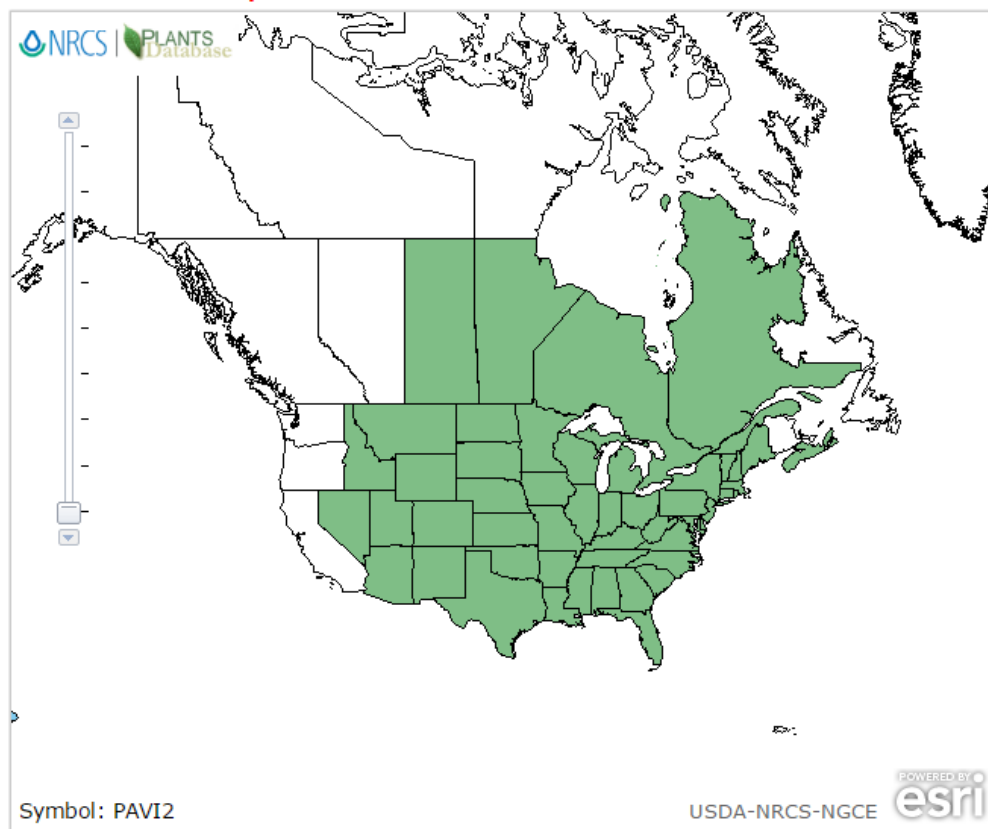 NRCS | PLANTS
Database
Symbol: PAVI2
USDA-NRCS-NGCE
POWERED BY
esri